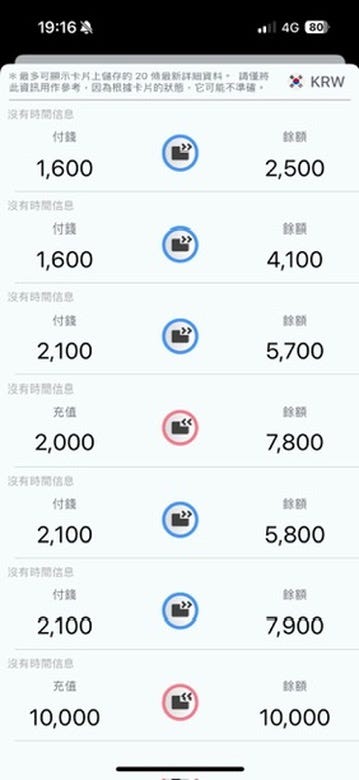 19:16 4G 80
* 最多可顯示卡片上儲存的 20 條最新詳細資料。 請僅將
此資訊用作參考，因為根據卡片的狀態，它可能不準確。
KRW
沒有時間信息
付錢 餘額
1,600 2,500
沒有時間信息
付錢 餘額
1,600 4,100
沒有時間信息
付錢 餘額
2,100 5,700
沒有時間信息
充值 餘額
2,000 7,800
沒有時間信息
付錢 餘額
2,100 5,800
沒有時間信息
付錢 餘額
2,100 7,900
沒有時間信息
充值 餘額
10,000 10,000